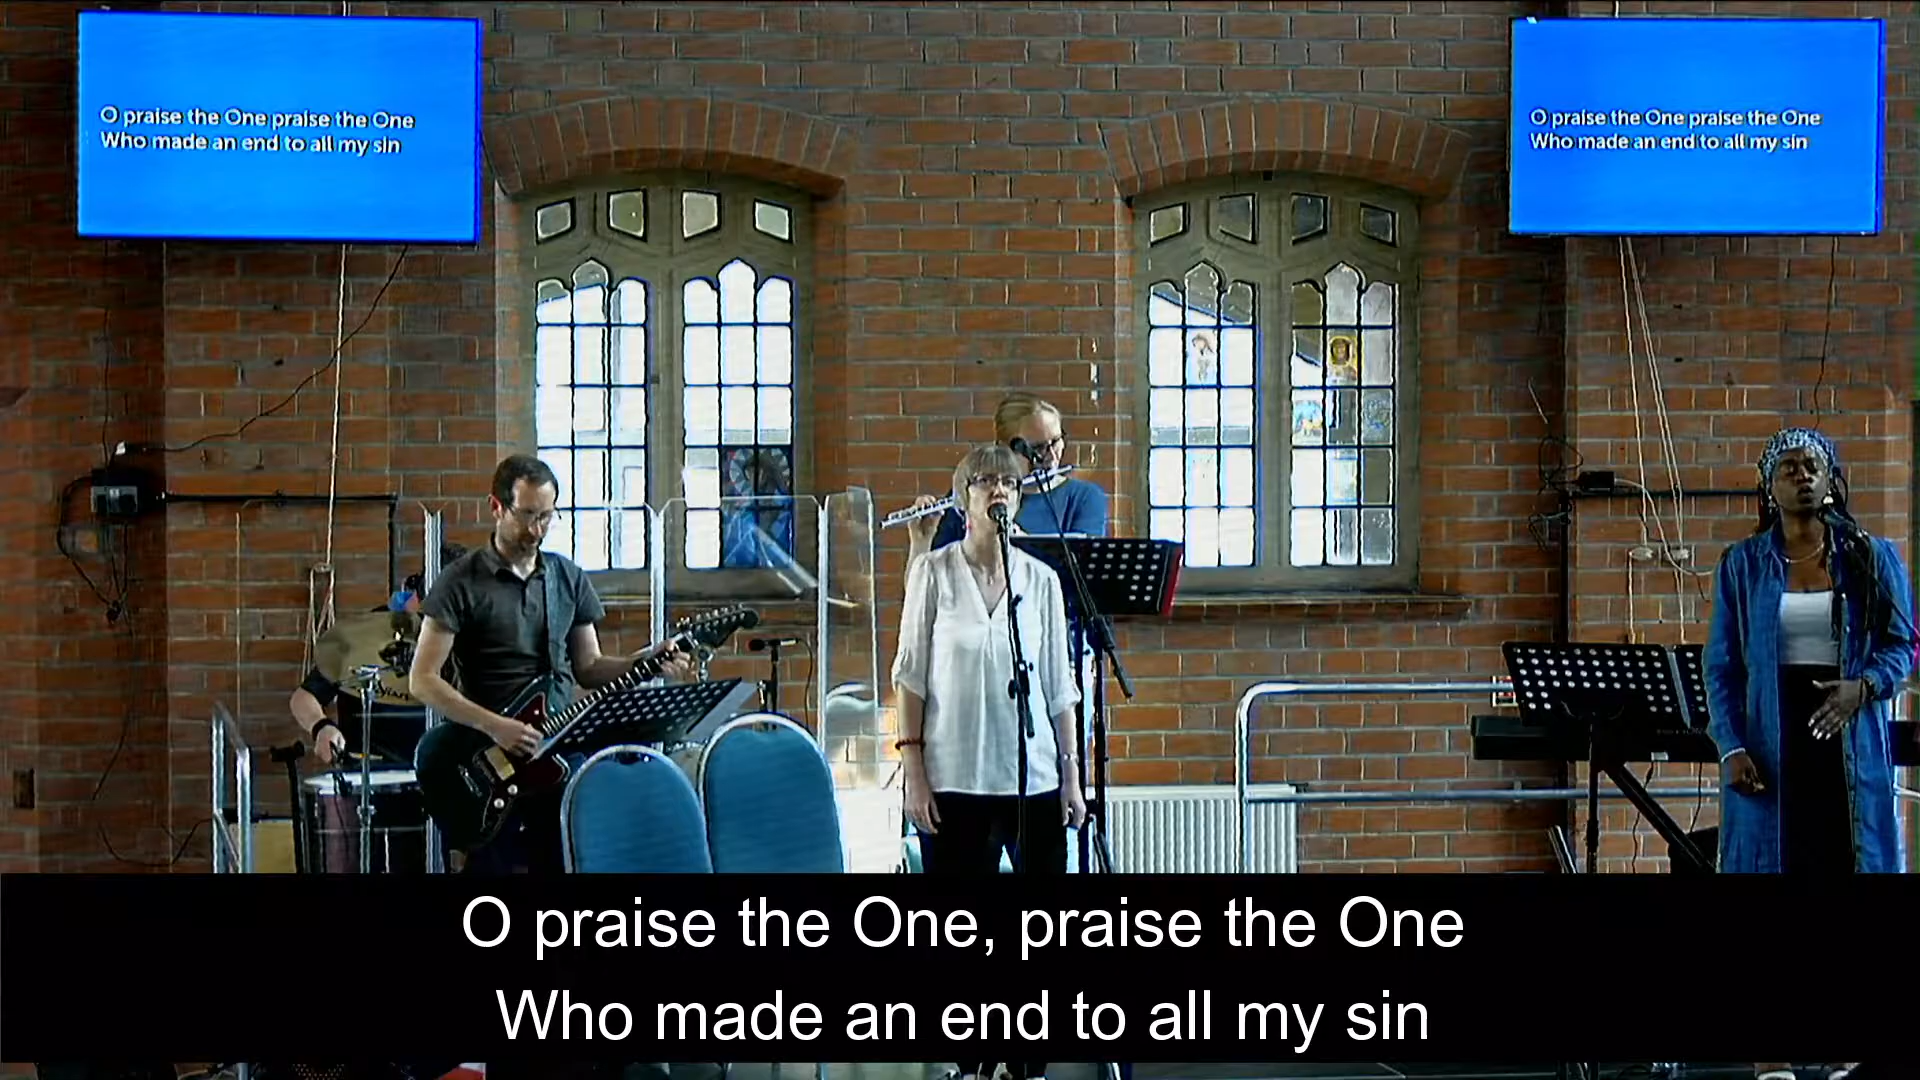 O praise the One praise the One
Who made an end to all my sin
O praise the One praise the One
Who made an end to all my sin
O praise the One, praise the One
Who made an end to all my sin